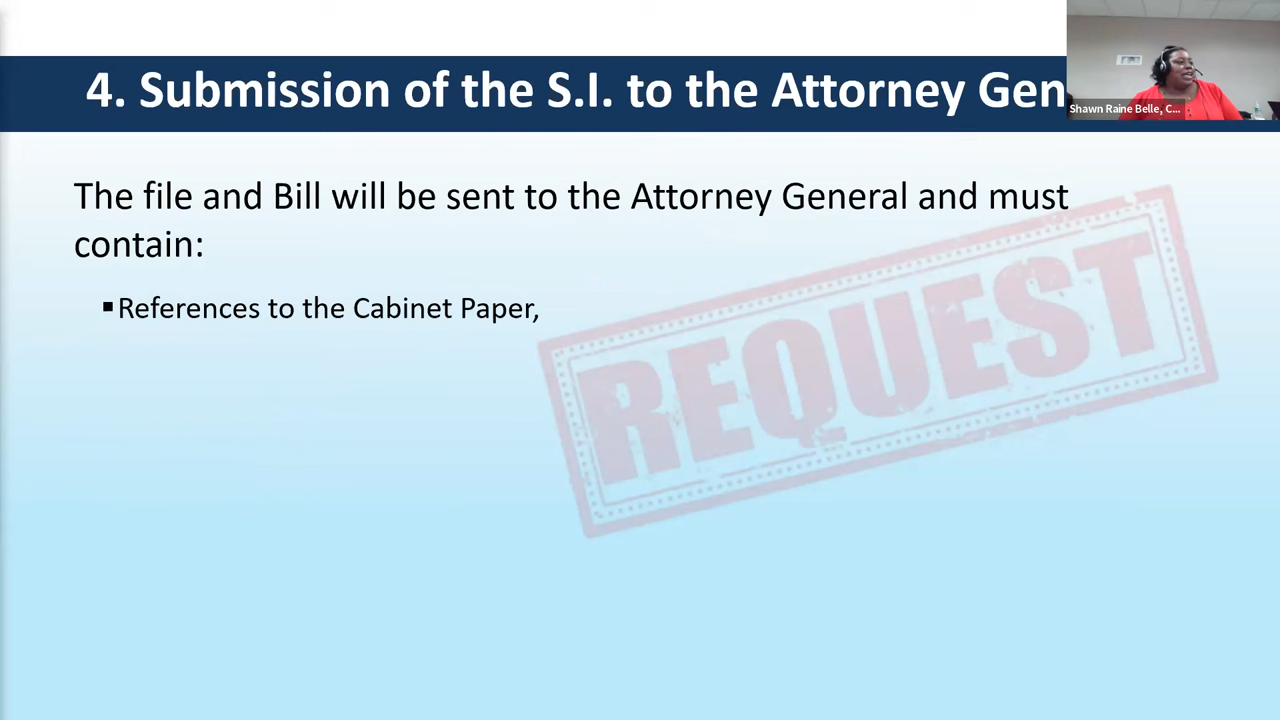 4. Submission of the S.I. to the Attorney Gen
Shawn Raine Belle, C...
The file and Bill will be sent to the Attorney General and must
contain:
▪References to the Cabinet Paper,
REQUEST